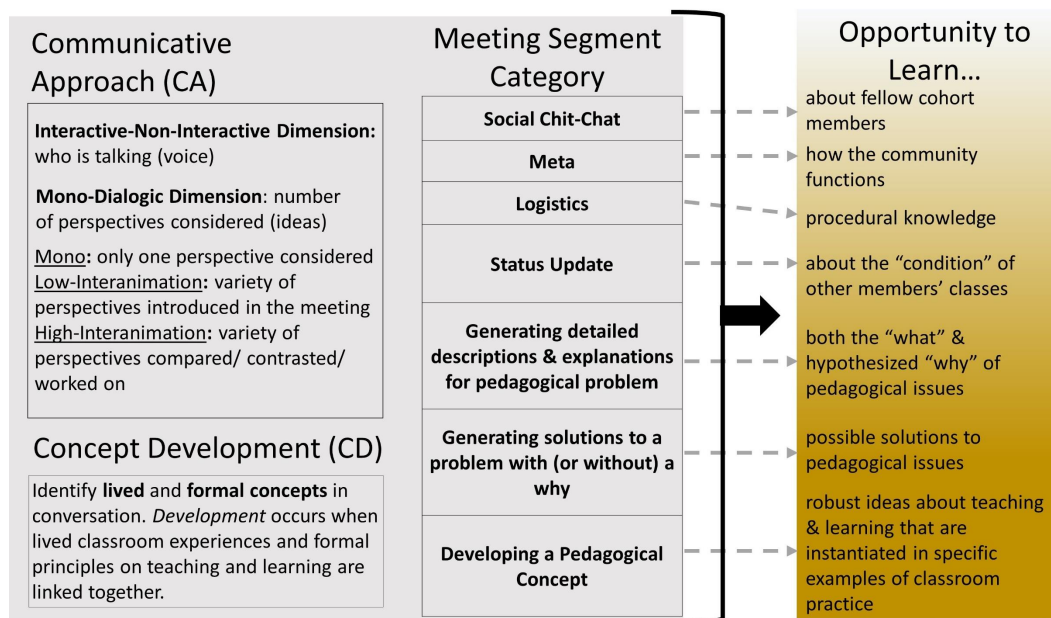 Communicative
Approach (CA)
Interactive-Non-Interactive Dimension:
who is talking (voice)
Mono-Dialogic Dimension: number
of perspectives considered (ideas)
Mono: only one perspective considered
Low-Interanimation: variety of
perspectives introduced in the meeting
High-Interanimation: variety of
perspectives compared/ contrasted/
worked on
Concept Development (CD)
Identify lived and formal concepts in
conversation. Development occurs when
lived classroom experiences and formal
principles on teaching and learning are
linked together.
Meeting Segment
Category
Social Chit-Chat
Meta
Logistics
Status Update
Generating detailed
descriptions & explanations
for pedagogical problem
Generating solutions to a
problem with (or without) a
why
Developing a Pedagogical
Concept
Opportunity to
Learn…
about fellow cohort
members
how the community
functions
procedural knowledge
about the “condition” of
other members’ classes
both the “what” &
hypothesized “why” of
pedagogical issues
possible solutions to
pedagogical issues
robust ideas about teaching
& learning that are
instantiated in specific
examples of classroom
practice